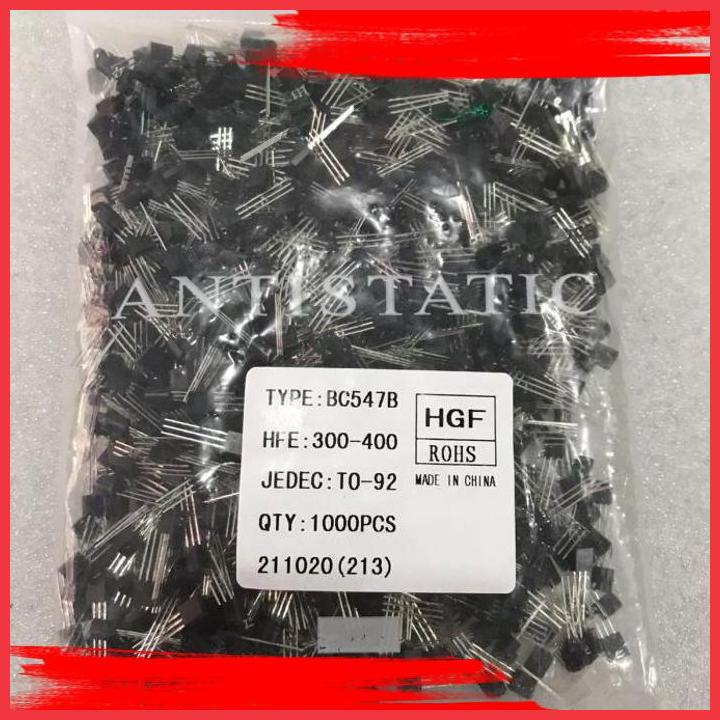 ANTISTATIC
TYPE:BC547B
HFE:300-400
JEDEC:TO-92
QTY:1000PCS
211020(213)
HGF
ROHS
MADE IN CHINA